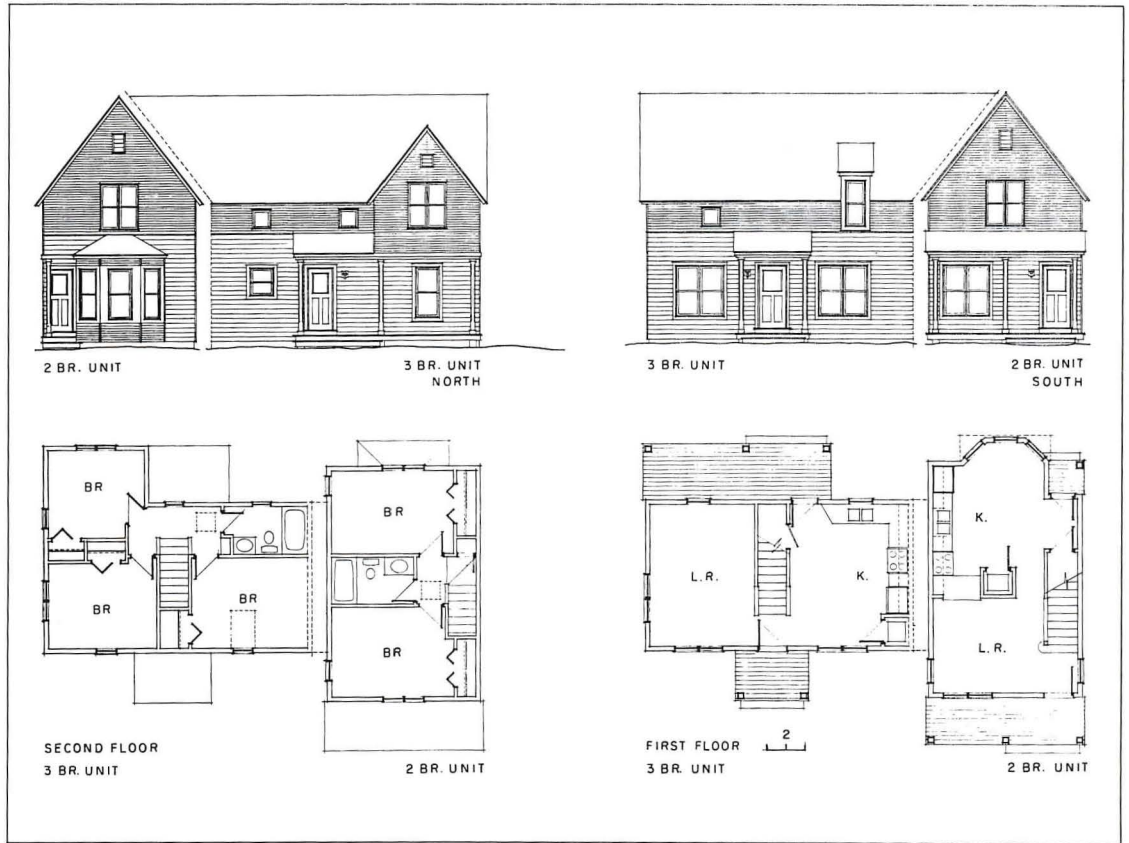 2 BR. UNIT
3 BR. UNIT
NORTH
3 BR. UNIT
2 BR. UNIT
SOUTH
BR
BR
BR
BR
BR
SECOND FLOOR
3 BR. UNIT
2 BR. UNIT
L.R.
K.
K.
L.R.
FIRST FLOOR
2
3 BR. UNIT
2 BR. UNIT